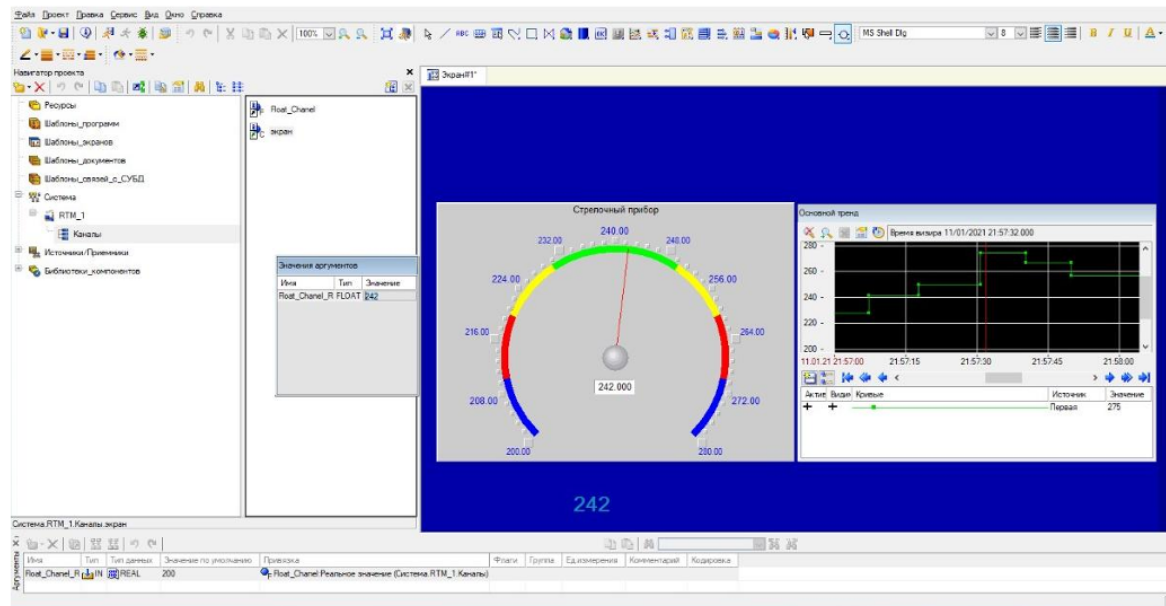 Файл Проект Правка Сервис Вид Окно Справка
100% ABC OK MS Shell Dlg 8 B I U A
Навигатор проекта
Экран#1*
Ресурсы
Шаблоны_программ
Шаблоны_экранов
Шаблоны_документов
Шаблоны_связей_с_СУБД
Система
RTM_1
Каналы
Источники/Приемники
Библиотеки_компонентов
Float_Chanel
экран
Значения аргументов
Имя Тип Значение
Float_Chanel_R FLOAT 242
Стрелочный прибор
240.00
232.00 248.00
224.00 256.00
216.00 264.00
242.000
208.00 272.00
200.00 280.00
242
Основной тренд
Время визира 11/01/2021 21:57:32.000
280
260
240
220
200
11.01.21 21:57:00 21:57:15 21:57:30 21:57:45 21:58:00
Актив Види Кривые Источник Значение
Первая 275
Система.RTM_1.Каналы.экран
Аргументы
Имя Тип Тип данных Значение по умолчанию Привязка Флаги Группа Ед.измерения Комментарий Кодировка
Float_Chanel_R IN REAL 200 Float_Chanel:Реальное значение (Система.RTM_1.Каналы)